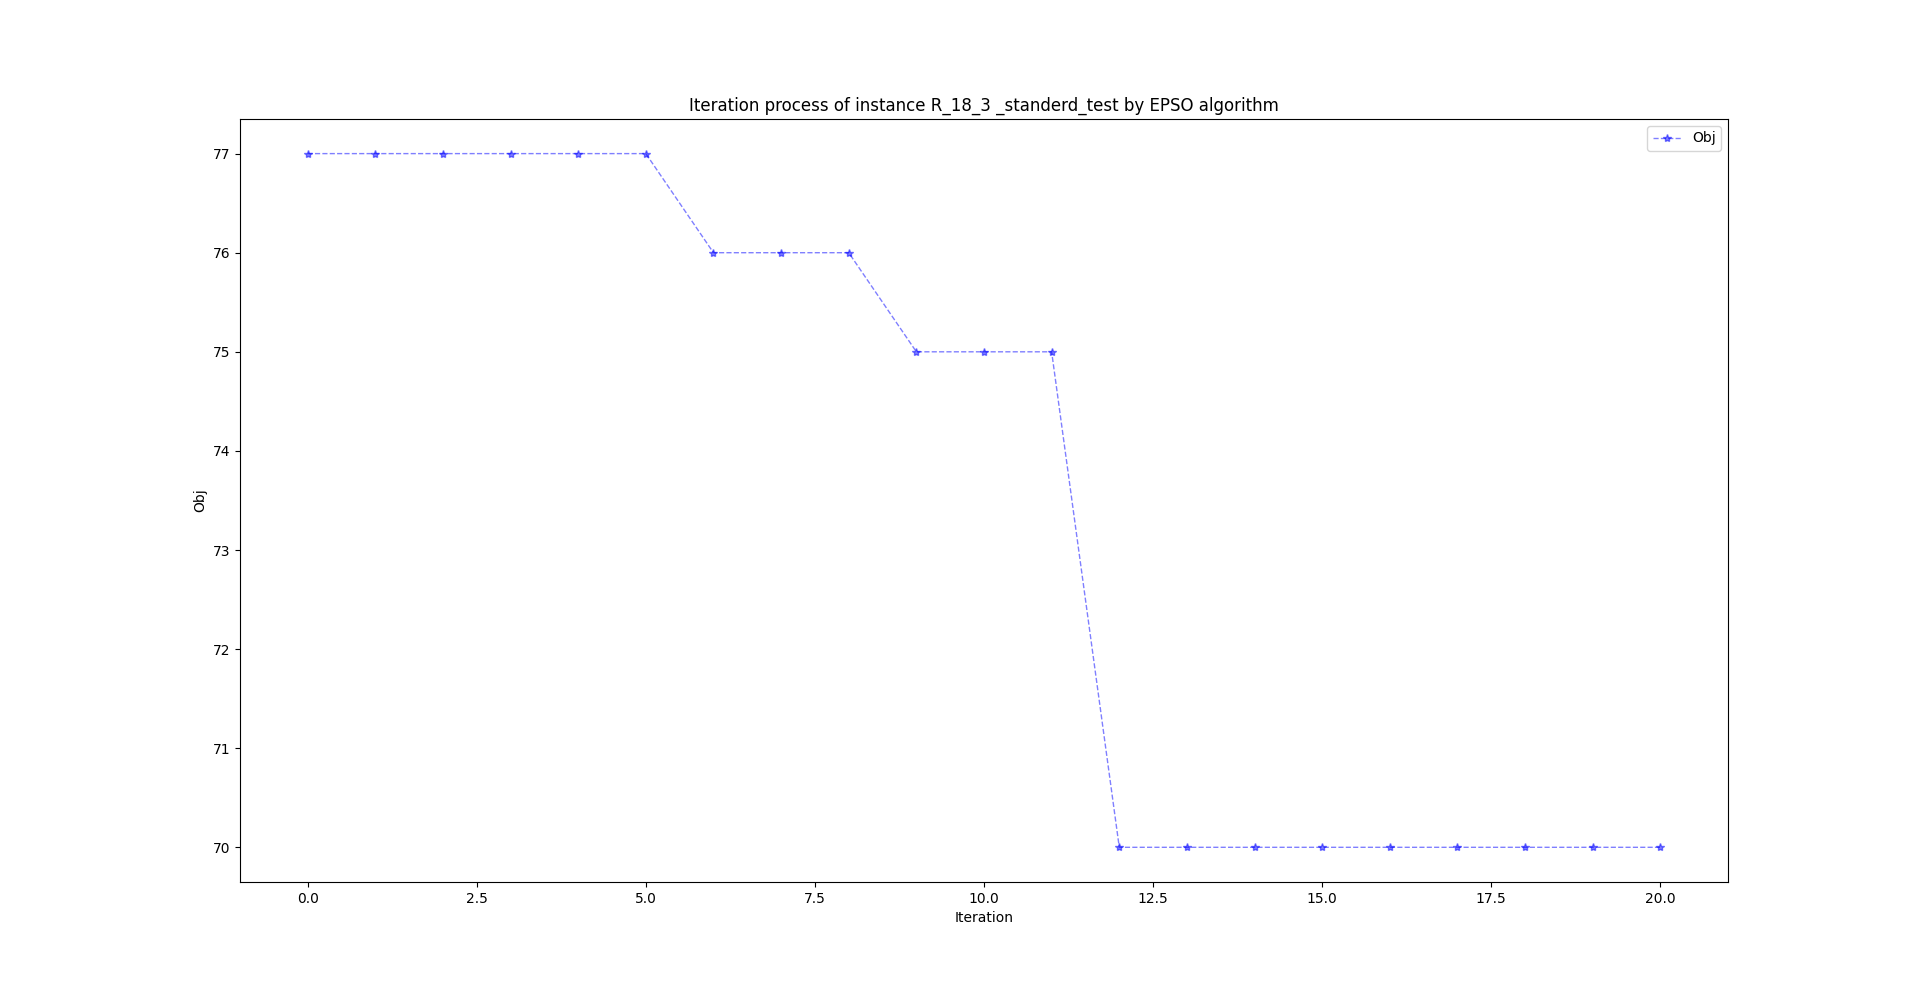 Iteration process of instance R_18_3 _standerd_test by EPSO algorithm
Obj
77
76
75
74
73
72
71
70
Obj
0.0 2.5 5.0 7.5 10.0 12.5 15.0 17.5 20.0
Iteration